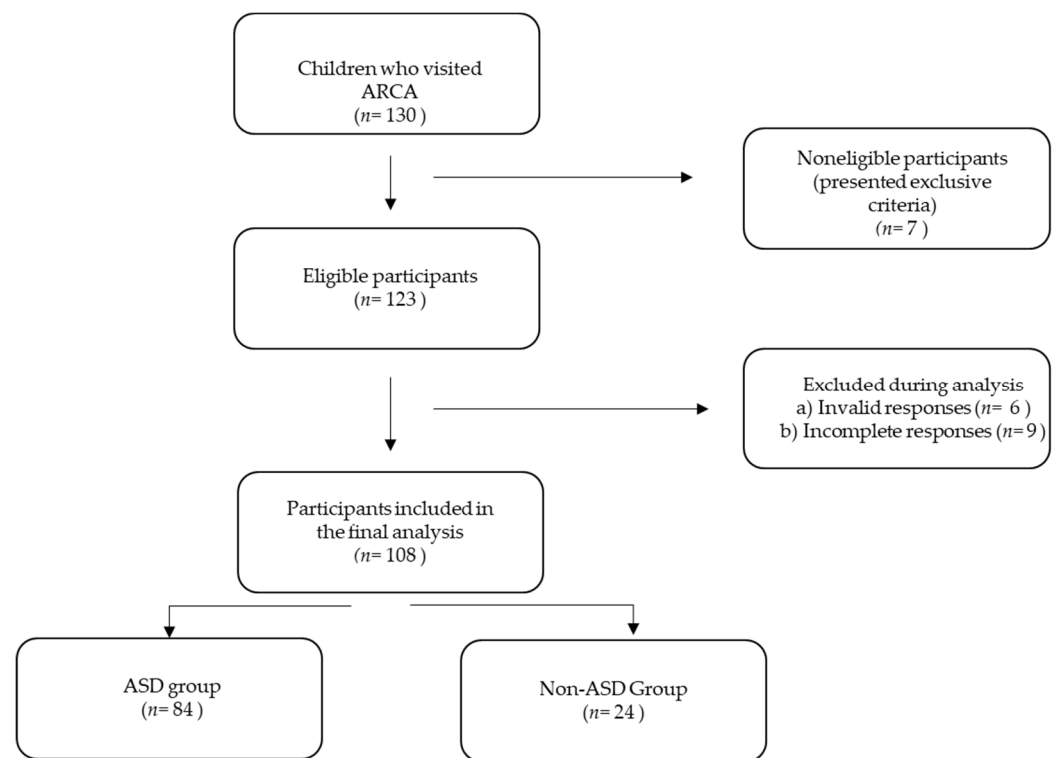 Children who visited
ARCA
(n= 130 )
Noneligible participants
(presented exclusive
criteria)
(n= 7 )
Eligible participants
(n= 123 )
Excluded during analysis
a) Invalid responses (n= 6 )
b) Incomplete responses (n= 9)
Participants included in
the final analysis
(n= 108 )
ASD group
(n= 84 )
Non-ASD Group
(n= 24 )